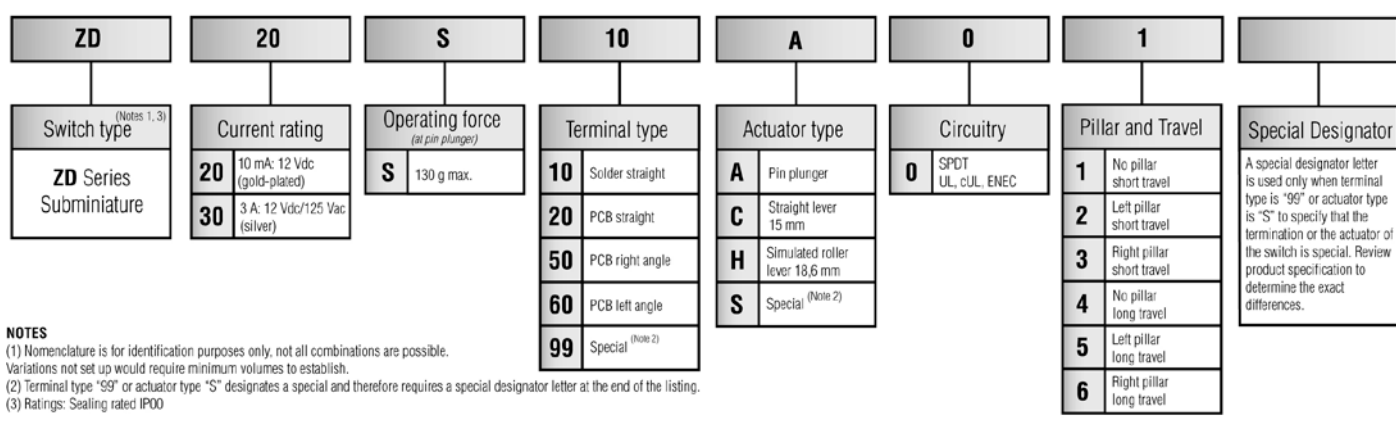 ZD
20
S
10
A
0
1
Switch type (Notes 1, 3)
ZD Series
Subminiature
Current rating
20
10 mA: 12 Vdc
(gold-plated)
30
3 A: 12 Vdc/125 Vac
(silver)
Operating force
(at pin plunger)
S
130 g max.
Terminal type
10
Solder straight
20
PCB straight
50
PCB right angle
60
PCB left angle
99
Special (Note 2)
Actuator type
A
Pin plunger
C
Straight lever
15 mm
H
Simulated roller
lever 18,6 mm
S
Special (Note 2)
Circuitry
0
SPDT
UL, cUL, ENEC
Pillar and Travel
1
No pillar
short travel
2
Left pillar
short travel
3
Right pillar
short travel
4
No pillar
long travel
5
Left pillar
long travel
6
Right pillar
long travel
Special Designator
A special designator letter
is used only when terminal
type is "99" or actuator type
is "S" to specify that the
termination or the actuator of
the switch is special. Review
product specification to
determine the exact
differences.
NOTES
(1) Nomenclature is for identification purposes only, not all combinations are possible.
Variations not set up would require minimum volumes to establish.
(2) Terminal type "99" or actuator type "S" designates a special and therefore requires a special designator letter at the end of the listing.
(3) Ratings: Sealing rated IP00